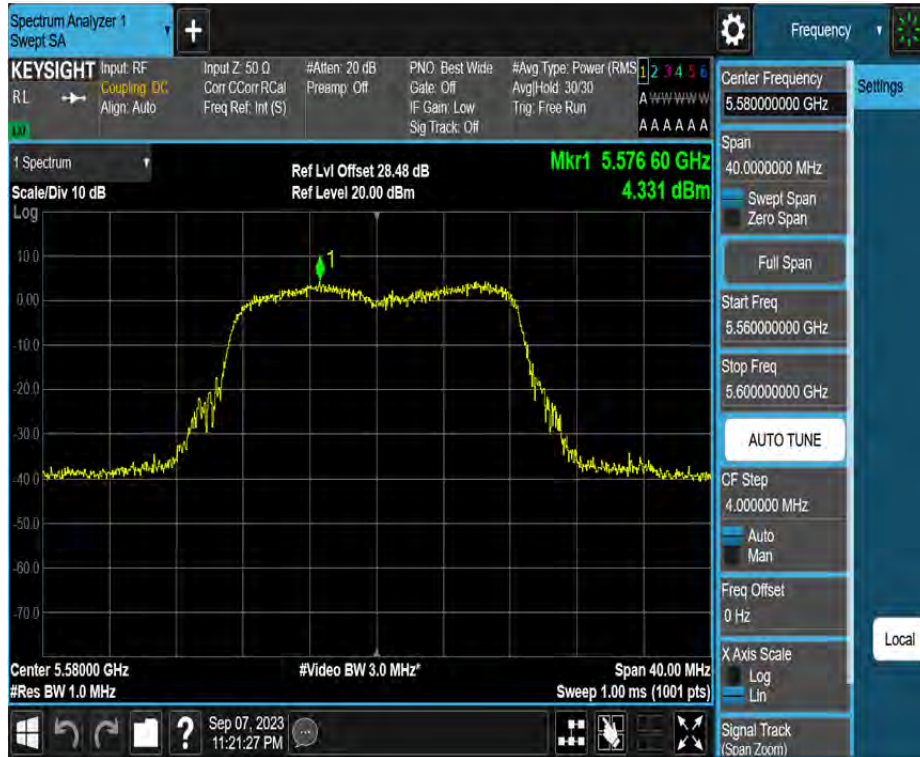 Spectrum Analyzer 1
Swept SA
+
Frequency
KEYSIGHT
RL
Input: RF
Coupling: DC
Align: Auto
Input Z: 50 Ω
Corr CCorr RCal
Freq Ref: Int (S)
#Atten: 20 dB
Preamp: Off
PNO: Best Wide
Gate: Off
IF Gain: Low
Sig Track: Off
#Avg Type: Power (RMS
Avg|Hold: 30/30
Trig: Free Run
1 2 3 4 5 6
A W W W W W
A A A A A A
1 Spectrum
Scale/Div 10 dB
Ref Lvl Offset 28.48 dB
Ref Level 20.00 dBm
Mkr1 5.576 60 GHz
4.331 dBm
Log
1
10.0
0.00
-10.0
-20.0
-30.0
-40.0
-50.0
-60.0
-70.0
Center 5.58000 GHz
#Res BW 1.0 MHz
#Video BW 3.0 MHz*
Span 40.00 MHz
Sweep 1.00 ms (1001 pts)
?
Sep 07, 2023
11:21:27 PM
Center Frequency
5.580000000 GHz
Settings
Span
40.0000000 MHz
Swept Span
Zero Span
Full Span
Start Freq
5.560000000 GHz
Stop Freq
5.600000000 GHz
AUTO TUNE
CF Step
4.000000 MHz
Auto
Man
Freq Offset
0 Hz
X Axis Scale
Log
Lin
Local
Signal Track
(Span Zoom)